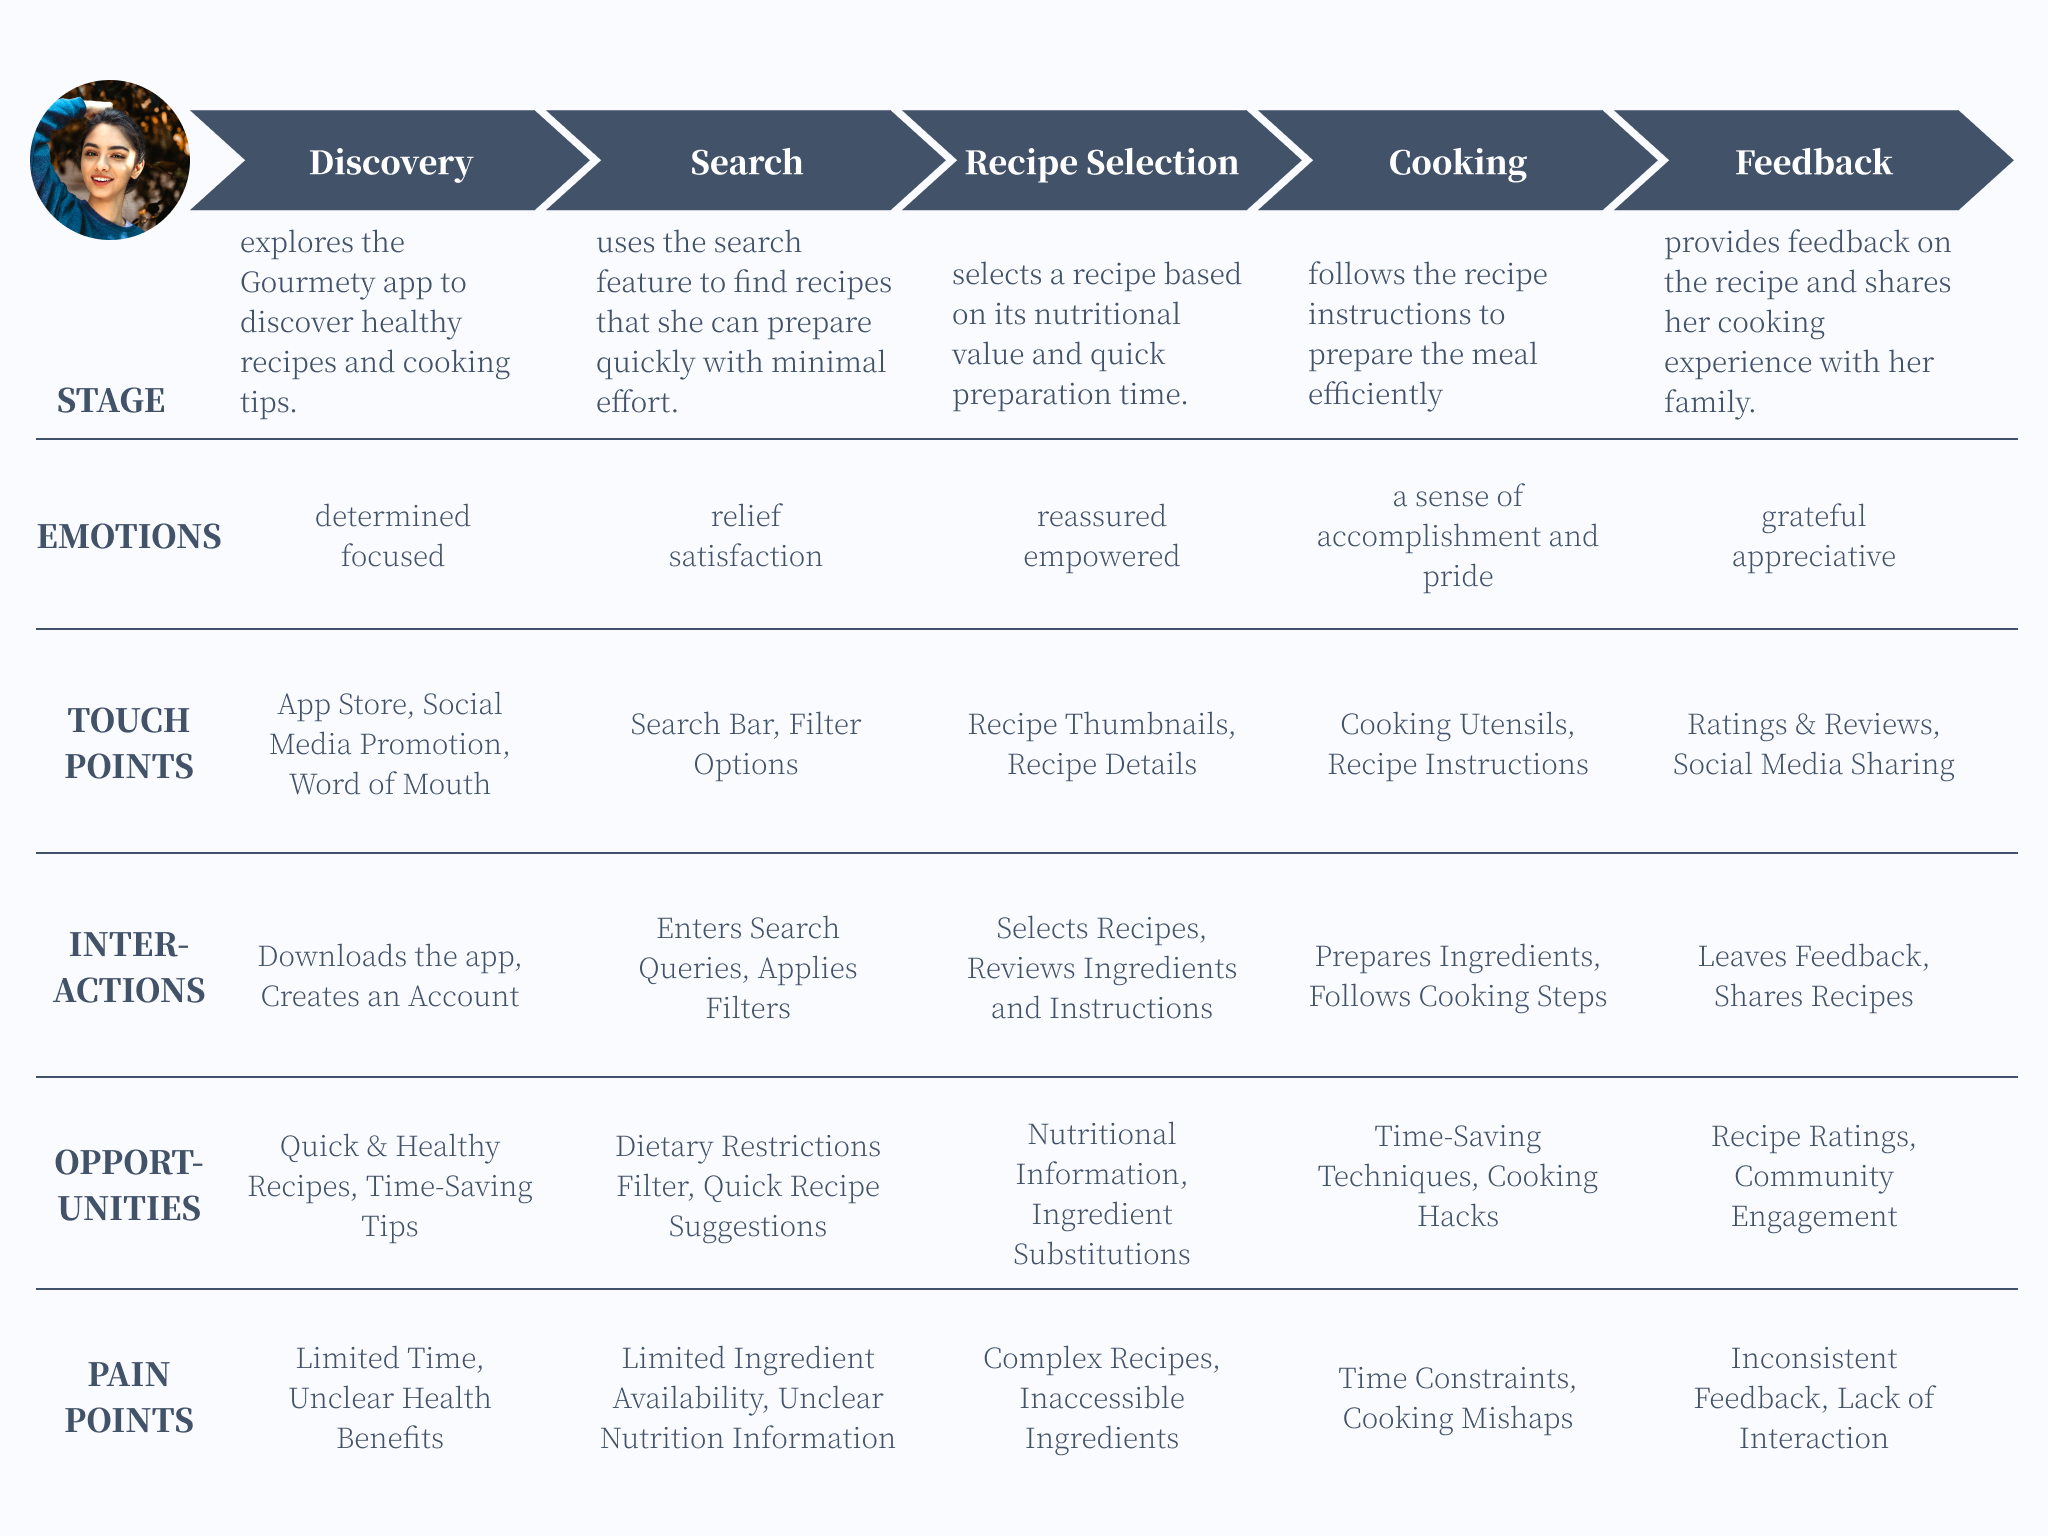 Discovery
Search
Recipe Selection
Cooking
Feedback
STAGE
explores the
Gourmety app to
discover healthy
recipes and cooking
tips.
uses the search
feature to find recipes
that she can prepare
quickly with minimal
effort.
selects a recipe based
on its nutritional
value and quick
preparation time.
follows the recipe
instructions to
prepare the meal
efficiently
provides feedback on
the recipe and shares
her cooking
experience with her
family.
EMOTIONS
determined
focused
relief
satisfaction
reassured
empowered
a sense of
accomplishment and
pride
grateful
appreciative
TOUCH
POINTS
App Store, Social
Media Promotion,
Word of Mouth
Search Bar, Filter
Options
Recipe Thumbnails,
Recipe Details
Cooking Utensils,
Recipe Instructions
Ratings & Reviews,
Social Media Sharing
INTER-
ACTIONS
Downloads the app,
Creates an Account
Enters Search
Queries, Applies
Filters
Selects Recipes,
Reviews Ingredients
and Instructions
Prepares Ingredients,
Follows Cooking Steps
Leaves Feedback,
Shares Recipes
OPPORT-
UNITIES
Quick & Healthy
Recipes, Time-Saving
Tips
Dietary Restrictions
Filter, Quick Recipe
Suggestions
Nutritional
Information,
Ingredient
Substitutions
Time-Saving
Techniques, Cooking
Hacks
Recipe Ratings,
Community
Engagement
PAIN
POINTS
Limited Time,
Unclear Health
Benefits
Limited Ingredient
Availability, Unclear
Nutrition Information
Complex Recipes,
Inaccessible
Ingredients
Time Constraints,
Cooking Mishaps
Inconsistent
Feedback, Lack of
Interaction